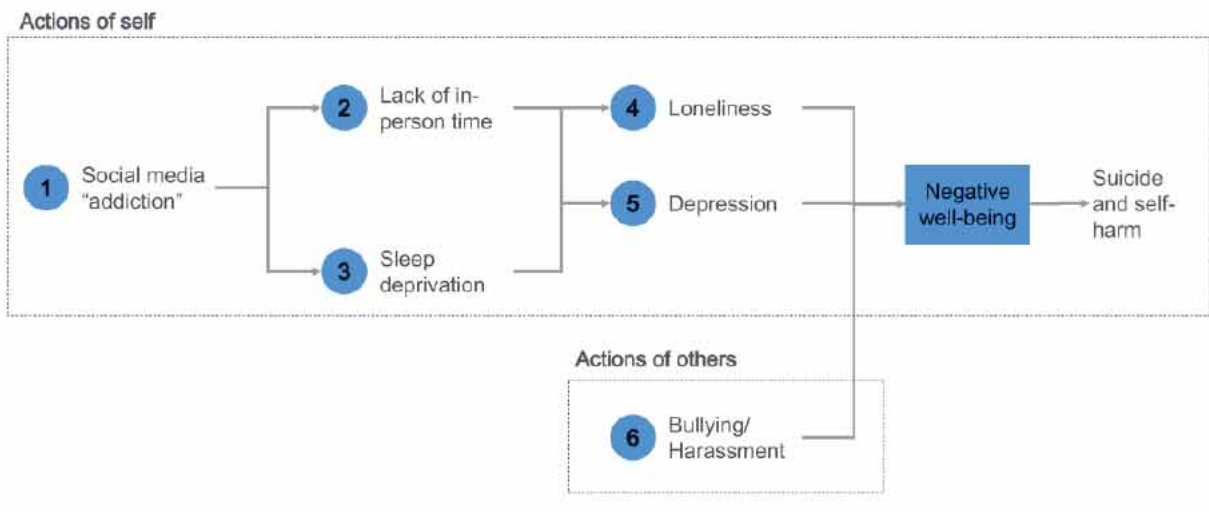 Actions of self
1
Social media
“addiction”
2
Lack of in-
person time
3
Sleep
deprivation
4
Loneliness
5
Depression
Negative
well-being
Suicide
and self-
harm
Actions of others
6
Bullying/
Harassment